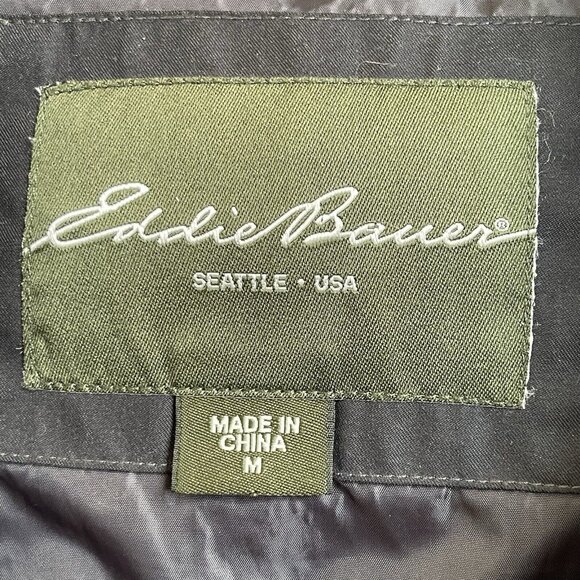 Eddie Bauer®
SEATTLE • USA
MADE IN
CHINA
M